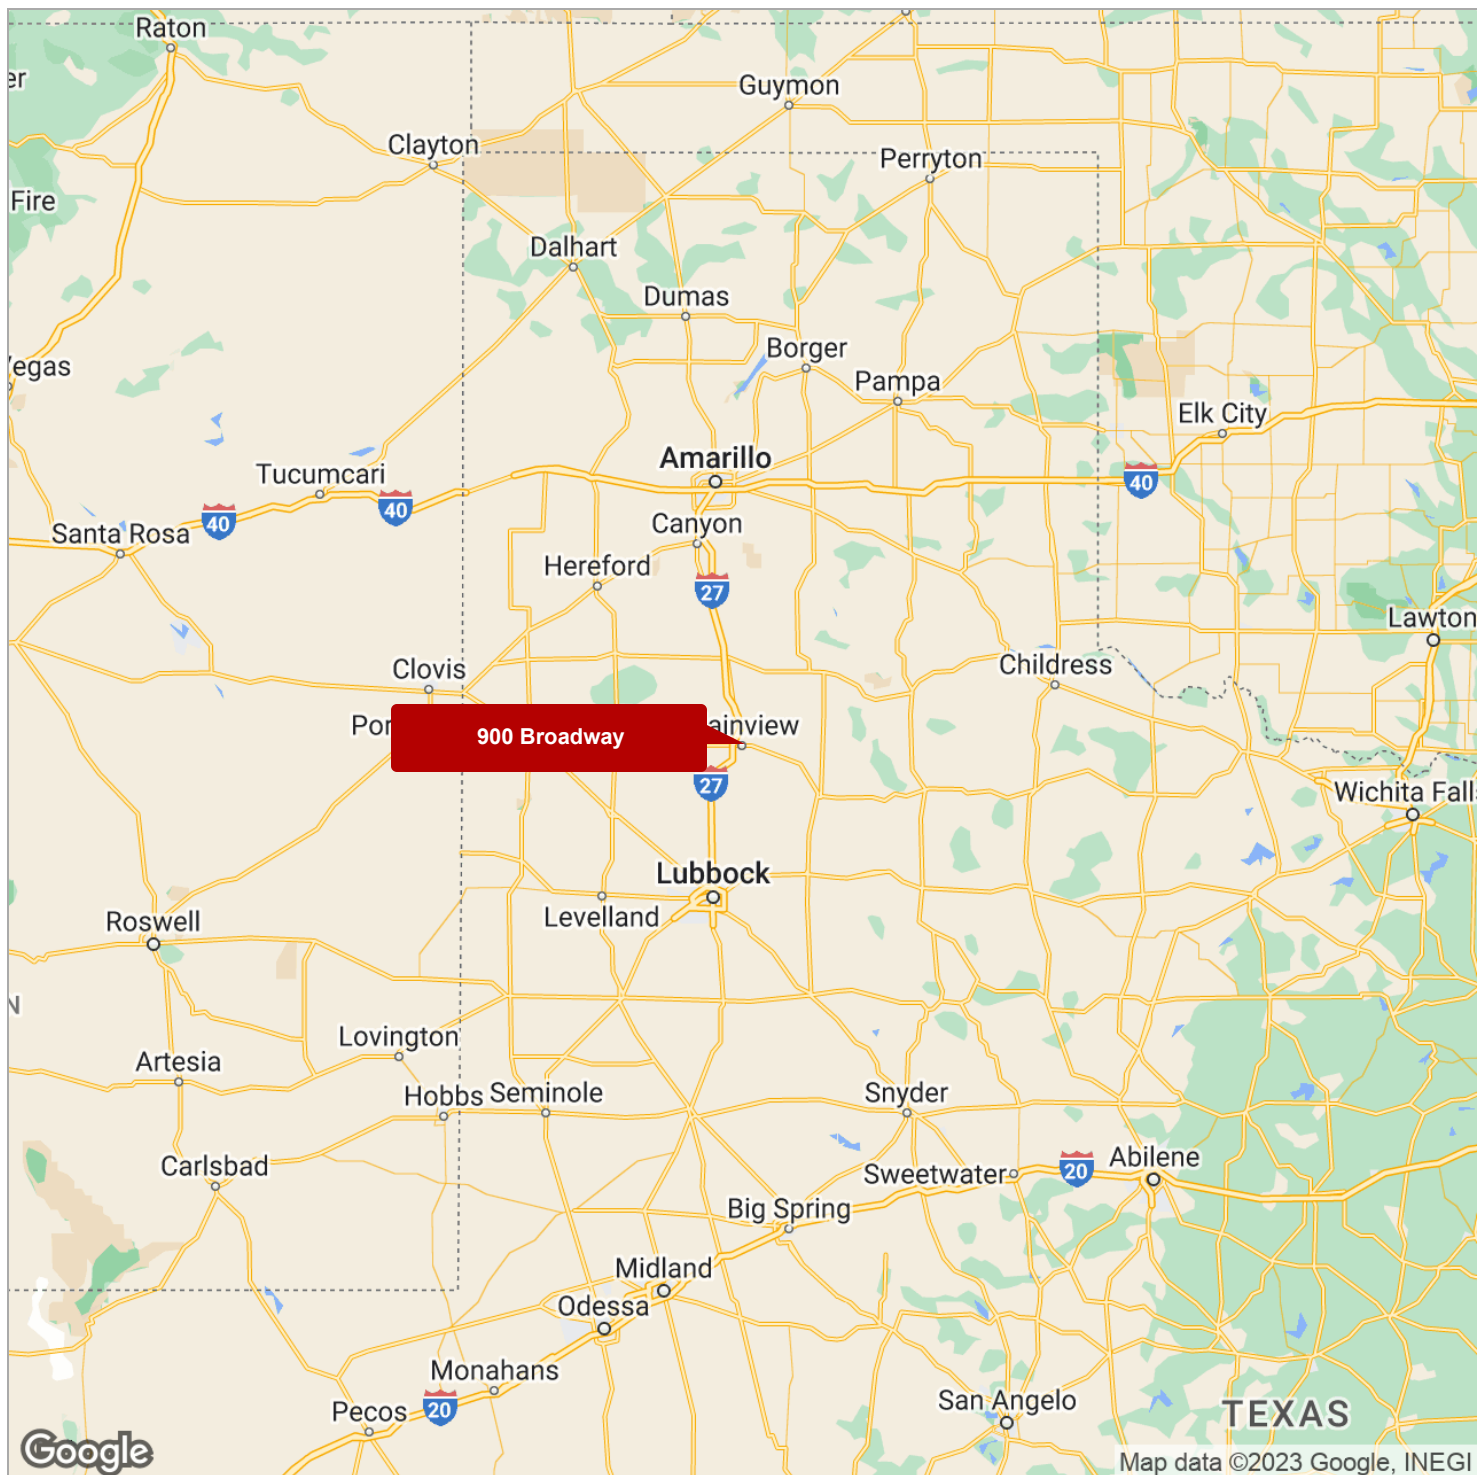 Raton
er
Guymon
Clayton
Perryton
Fire
Dalhart
Dumas
Borger
egas
Pampa
Elk City
Amarillo
Tucumcari
40
40
40
Canyon
Santa Rosa
Hereford
27
Lawton
Clovis
Childress
Por
900 Broadway
ainview
27
Wichita Falls
Lubbock
Levelland
Roswell
N
Lovington
Artesia
Hobbs
Seminole
Snyder
Carlsbad
Sweetwater
20
Abilene
Big Spring
Midland
Odessa
Monahans
Pecos
20
San Angelo
TEXAS
Google
Map data ©2023 Google, INEGI